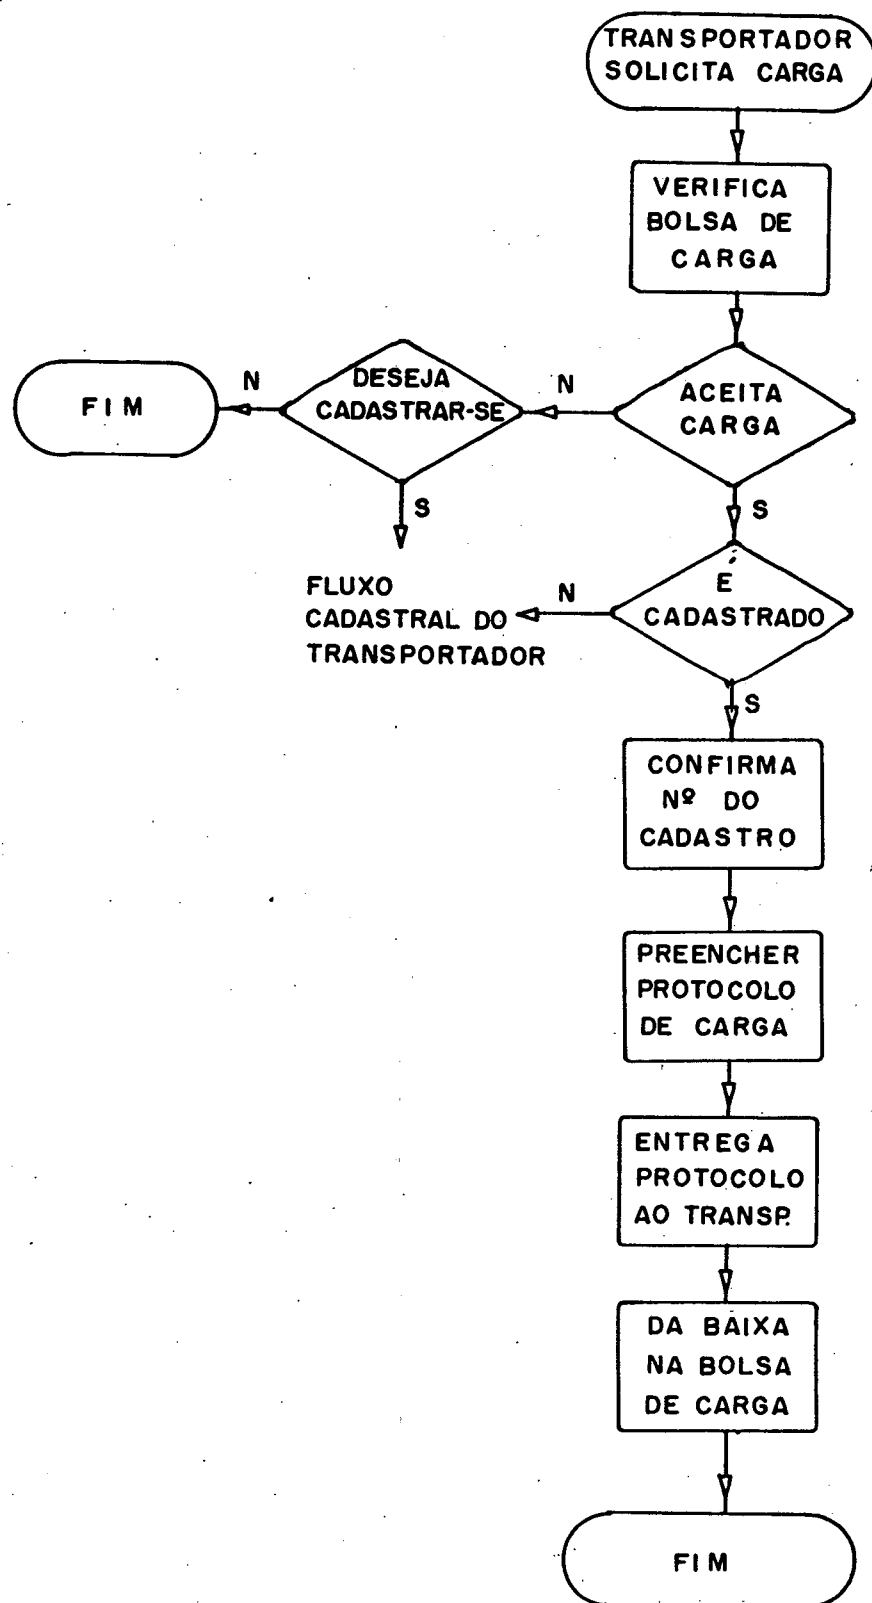 TRANSPORTADOR
SOLICITA CARGA
VERIFICA
BOLSA DE
CARGA
ACEITA
CARGA
N
DESEJA
CADASTRAR-SE
N
FIM
S
S
É
CADASTRADO
N
FLUXO
CADASTRAL DO
TRANSPORTADOR
S
CONFIRMA
Nº DO
CADASTRO
PREENCHER
PROTOCOLO
DE CARGA
ENTREGA
PROTOCOLO
AO TRANSP.
DA BAIXA
NA BOLSA
DE CARGA
FIM